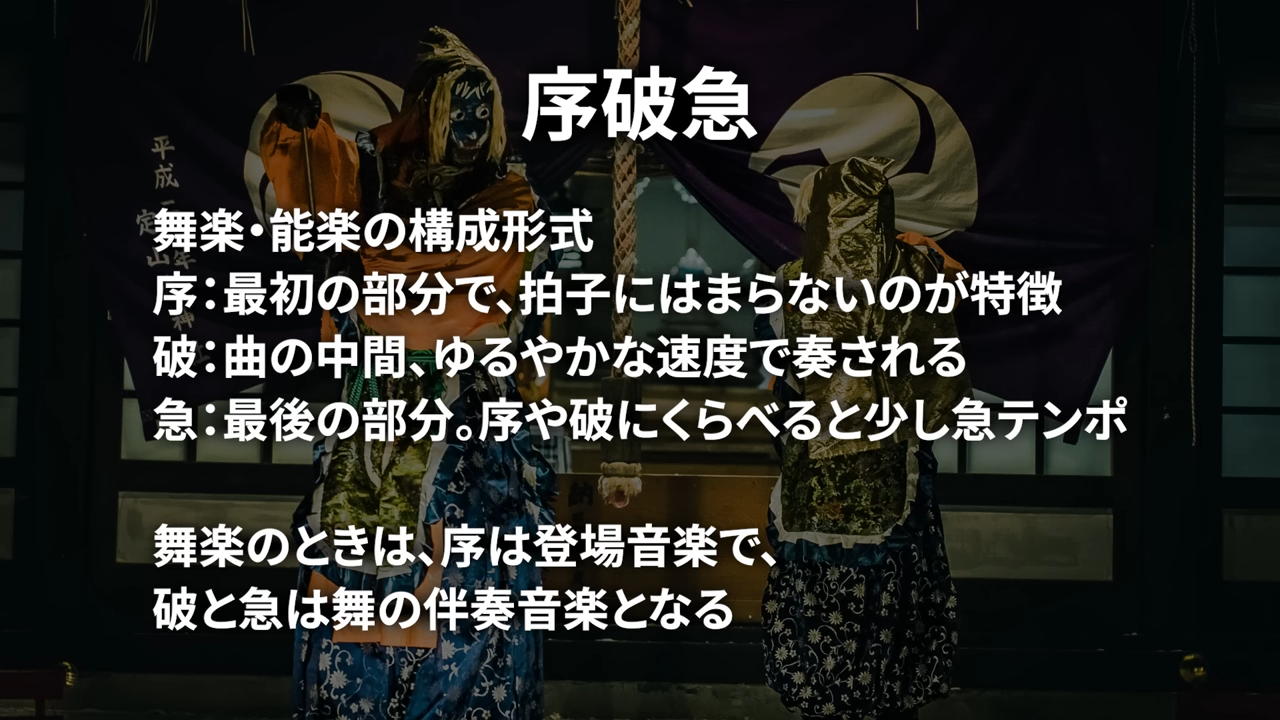 序破急
舞楽・能楽の構成形式
序：最初の部分で、拍子にはまらないのが特徴
破：曲の中間、ゆるやかな速度で奏される
急：最後の部分。序や破にくらべると少し急テンポ
舞楽のときは、序は登場音楽で、
破と急は舞の伴奏音楽となる
平成
定山
神